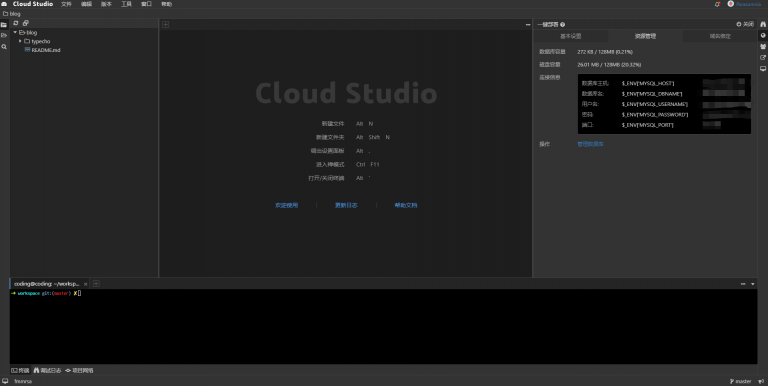 Cloud Studio 文件 编辑 版本 工具 窗口 帮助
blog
blog
typecho
README.md
Cloud Studio
新建文件 Alt N
新建文件夹 Alt Shift N
弹出设置面板 Alt ,
进入禅模式 Ctrl F11
打开/关闭终端 Alt `
欢迎使用 | 更新日志 | 帮助文档
一键部署 关闭
基本设置 资源管理 域名绑定
数据库容量 272 KB / 128MB (0.21%)
磁盘容量 26.01 MB / 128MB (20.32%)
连接信息
数据库主机: $_ENV['MYSQL_HOST']
数据库名: $_ENV['MYSQL_DBNAME']
用户名: $_ENV['MYSQL_USERNAME']
密码: $_ENV['MYSQL_PASSWORD']
端口: $_ENV['MYSQL_PORT']
操作 管理数据库
coding@coding: ~/worksp...
→ workspace git:(master) ✗
终端 调试日志 项目网络
master